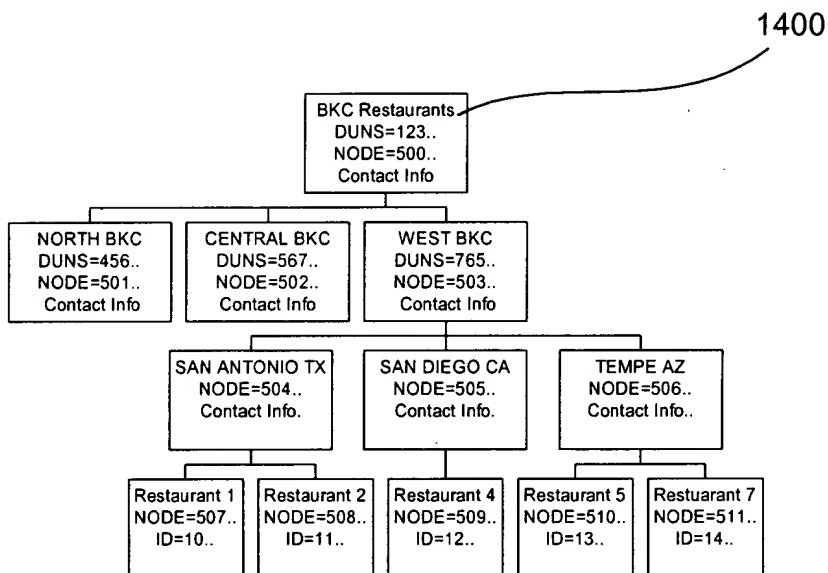 1400
BKC Restaurants
DUNS=123..
NODE=500..
Contact Info
NORTH BKC
DUNS=456..
NODE=501..
Contact Info
CENTRAL BKC
DUNS=567..
NODE=502..
Contact Info
WEST BKC
DUNS=765..
NODE=503..
Contact Info
SAN ANTONIO TX
NODE=504..
Contact Info.
SAN DIEGO CA
NODE=505..
Contact Info.
TEMPE AZ
NODE=506..
Contact Info..
Restaurant 1
NODE=507..
ID=10..
Restaurant 2
NODE=508..
ID=11..
Restaurant 4
NODE=509..
ID=12..
Restaurant 5
NODE=510..
ID=13..
Restuarant 7
NODE=511..
ID=14..